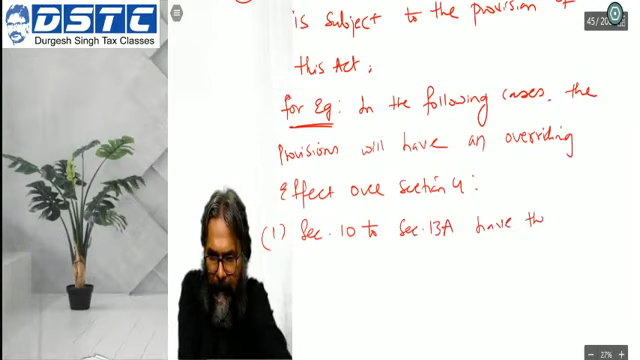 DSTC
Durgesh Singh Tax Classes
45/20
is subject to the provision of
this Act;
for Eg: In the following cases, the
Provisions will have an overriding
Effect over section 4:
(1) Sec. 10 to Sec. 13A have th
27%